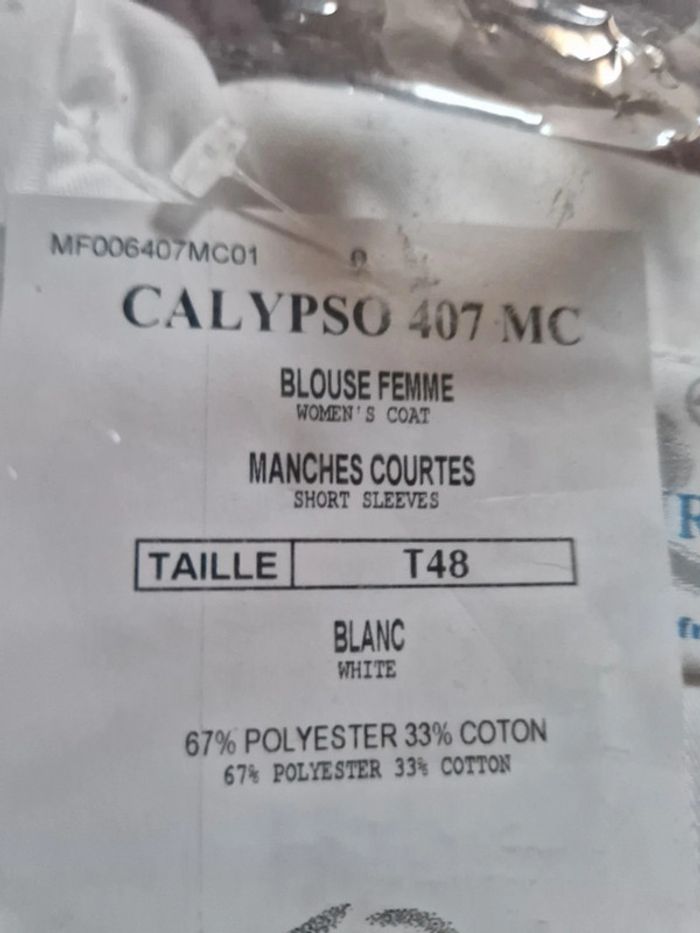 MF006407MC01
CALYPSO 407 MC
BLOUSE FEMME
WOMEN'S COAT
MANCHES COURTES
SHORT SLEEVES
TAILLE T48
BLANC
WHITE
67% POLYESTER 33% COTON
67% POLYESTER 33% COTTON